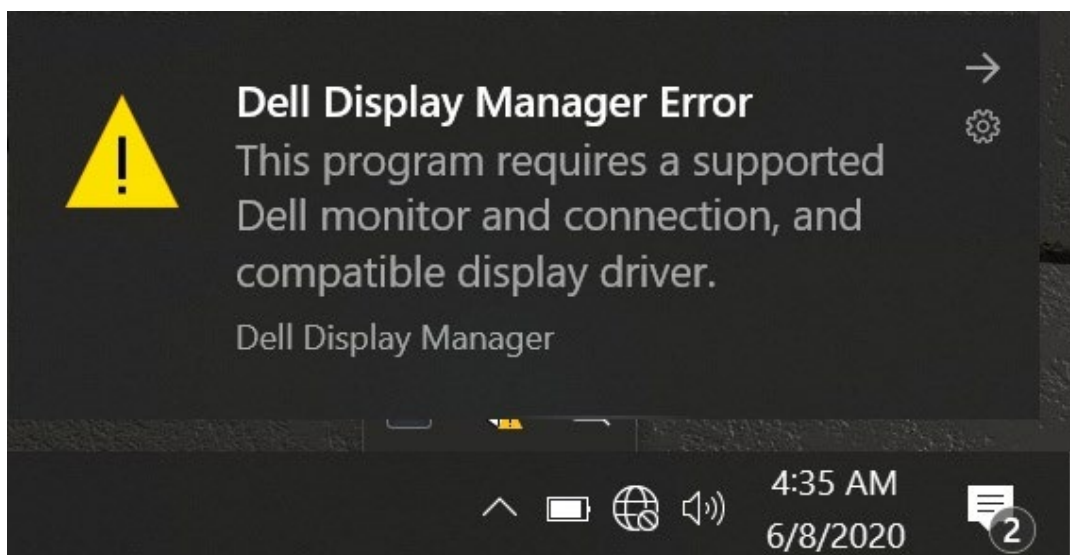 Dell Display Manager Error
This program requires a supported
Dell monitor and connection, and
compatible display driver.
Dell Display Manager
4:35 AM
6/8/2020
2